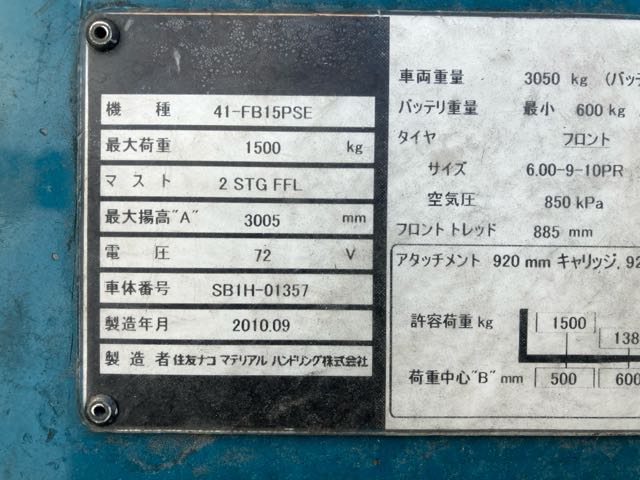 機種 41-FB15PSE
最大荷重 1500 kg
マスト 2 STG FFL
最大揚高"A" 3005 mm
電圧 72 V
車体番号 SB1H-01357
製造年月 2010.09
製造者 住友ナコ マテリアル ハンドリング株式会社
車両重量 3050 kg (バッテ
バッテリ重量 最小 600 kg
タイヤ フロント
サイズ 6.00-9-10PR
空気圧 850 kPa
フロントトレッド 885 mm
アタッチメント 920 mm キャリッジ, 92
許容荷重 kg 1500
138
荷重中心"B" mm 500 600